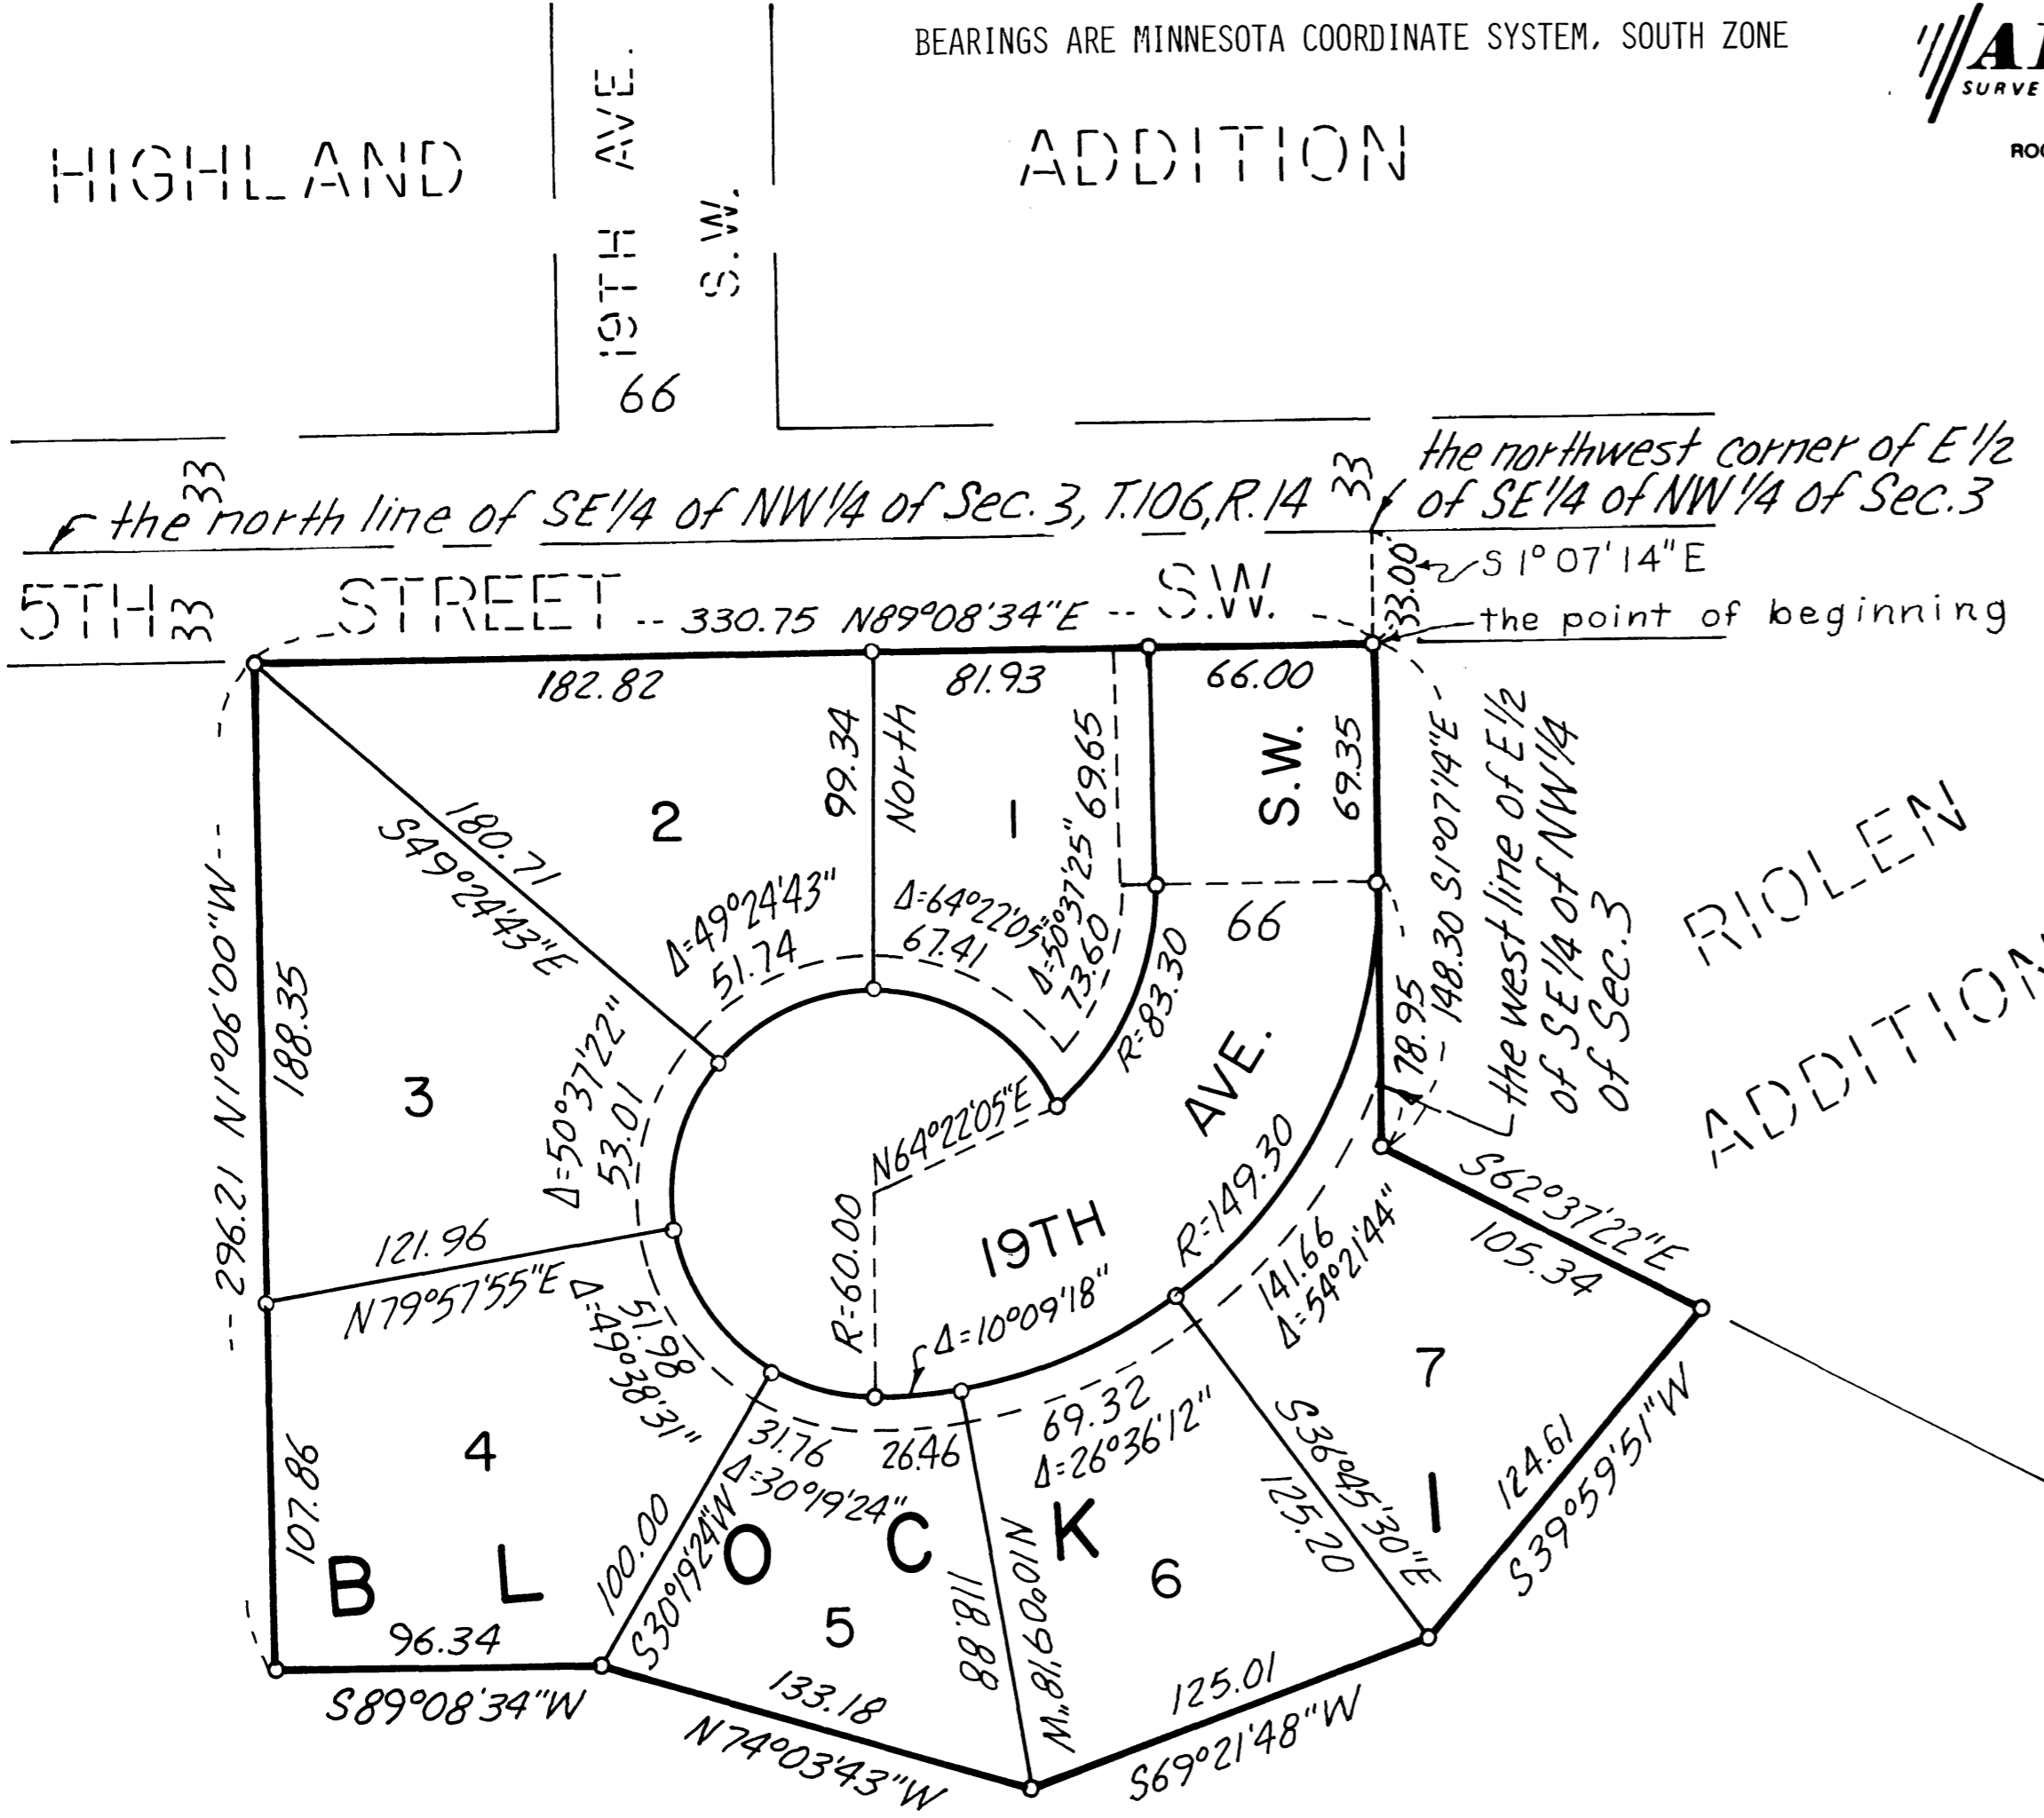 BEARINGS ARE MINNESOTA COORDINATE SYSTEM, SOUTH ZONE
SURVE
HIGHLAND
19TH AVE.
S.W.
ADDITION
66
33
the north line of SE1/4 of NW1/4 of Sec. 3, T.106, R.14
33
the northwest corner of E1/2
of SE1/4 of NW1/4 of Sec.3
33.00
S1°07'14"E
5TH
33
STREET
S.W.
330.75 N89°08'34"E
the point of beginning
182.82
81.93
66.00
99.34
North
69.65
S.W.
69.35
148.30 S1°07'14"E
the west line of E1/2
of SE1/4 of NW1/4
of Sec.3
RIOLEN
ADDITION
180.71
S49°24'43"E
2
1
Δ=49°24'43"
51.74
Δ=64°22'05"
67.41
Δ=50°37'25"
73.60
66
R=83.30
78.95
296.21 N1°06'00"W
188.35
3
Δ=50°37'22"
53.01
N64°22'05"E
R=60.00
19TH
AVE.
R=149.30
141.66
Δ=54°21'44"
S62°37'22"E
105.34
121.96
N79°57'55"E
51.98
Δ=49°38'31"
Δ=10°09'18"
7
107.86
4
31.76
Δ=30°19'24"
26.46
69.32
Δ=26°36'12"
S36°45'30"E
125.20
124.61
S39°59'51"W
BLOCK 1
100.00
S30°19'24"W
118.88
N10°09'18"W
6
5
96.34
S89°08'34"W
133.18
N74°03'43"W
125.01
S69°21'48"W